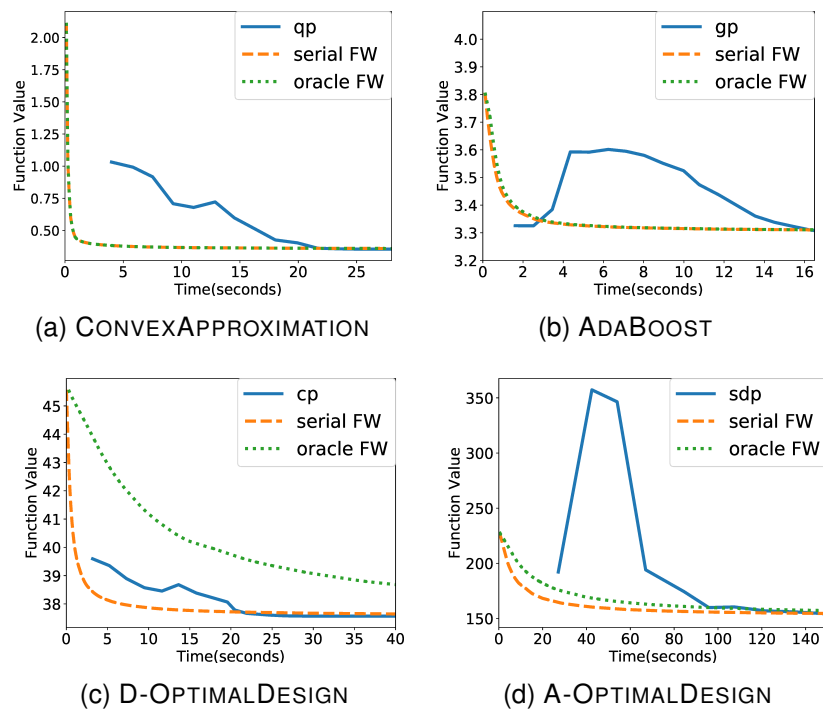 qp
serial FW
oracle FW
2.00
1.75
1.50
1.25
1.00
0.75
0.50
Function Value
0 5 10 15 20 25
Time(seconds)
(a) CONVEXAPPROXIMATION
gp
serial FW
oracle FW
4.0
3.9
3.8
3.7
3.6
3.5
3.4
3.3
3.2
Function Value
0 2 4 6 8 10 12 14 16
Time(seconds)
(b) ADABOOST
cp
serial FW
oracle FW
45
44
43
42
41
40
39
38
Function Value
0 5 10 15 20 25 30 35 40
Time(seconds)
(c) D-OPTIMALDESIGN
sdp
serial FW
oracle FW
350
300
250
200
150
Function Value
0 20 40 60 80 100 120 140
Time(seconds)
(d) A-OPTIMALDESIGN